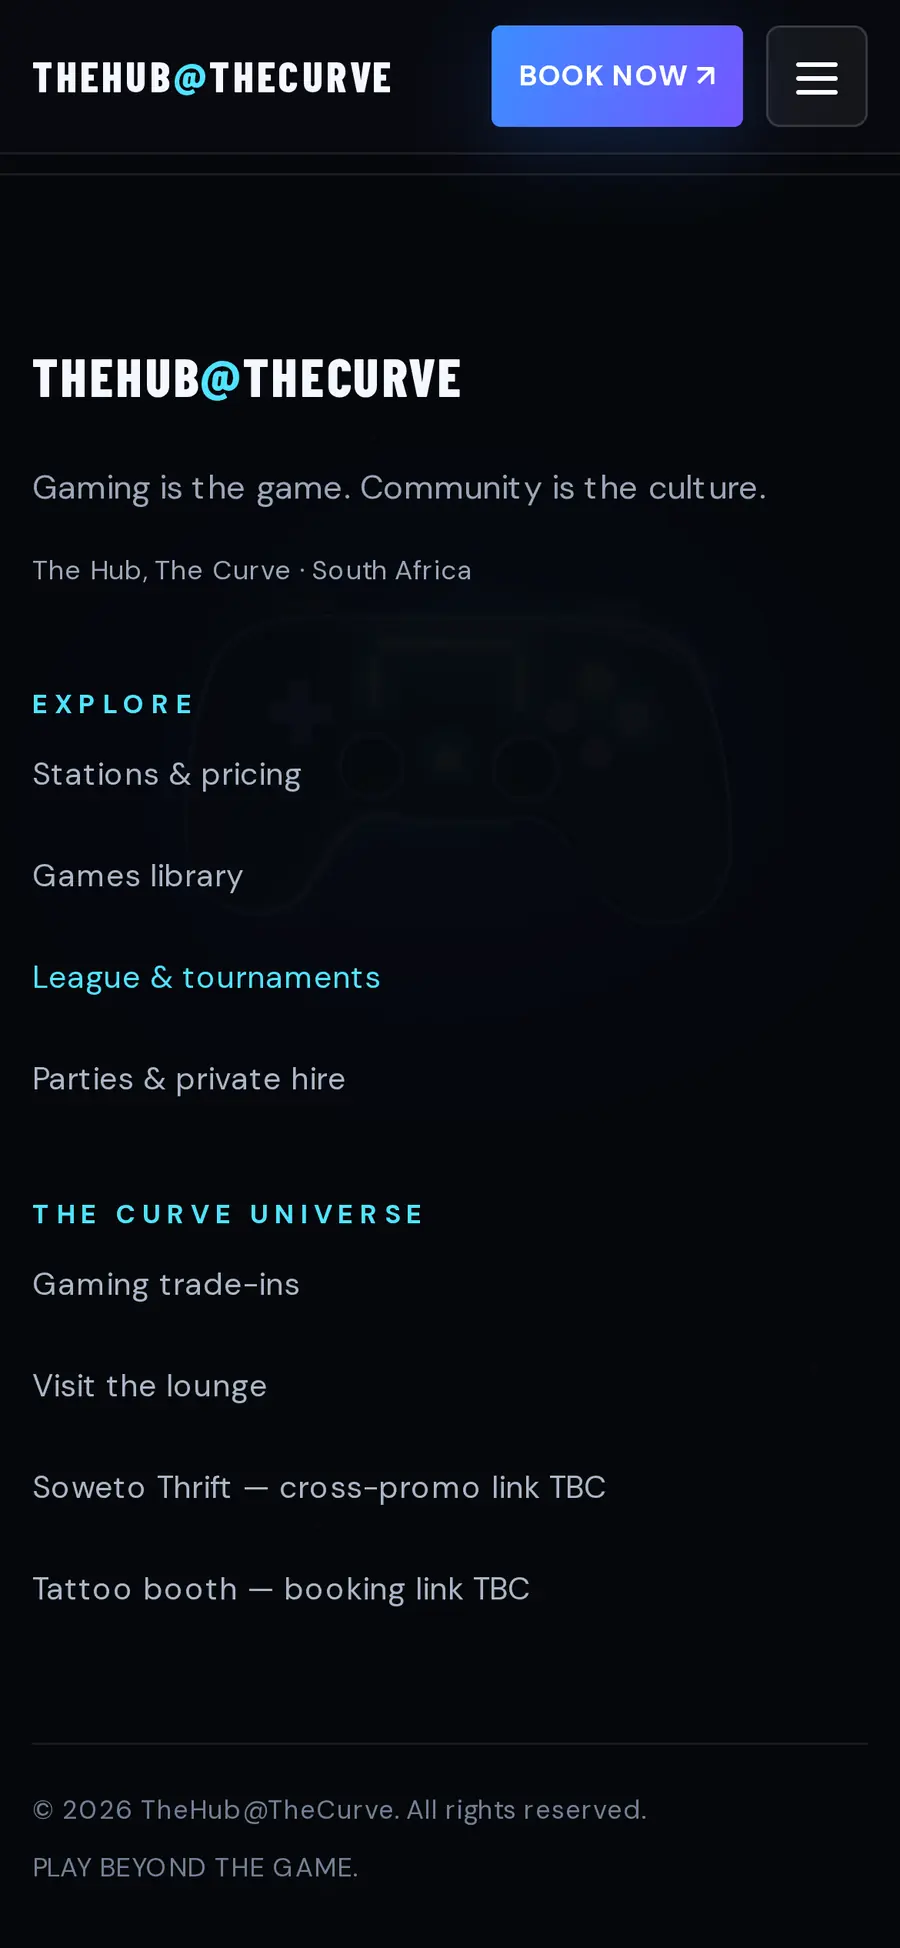 THEHUB@THECURVE
BOOK NOW ↗
THEHUB@THECURVE
Gaming is the game. Community is the culture.
The Hub, The Curve · South Africa
EXPLORE
Stations & pricing
Games library
League & tournaments
Parties & private hire
THE CURVE UNIVERSE
Gaming trade-ins
Visit the lounge
Soweto Thrift — cross-promo link TBC
Tattoo booth — booking link TBC
© 2026 TheHub@TheCurve. All rights reserved.
PLAY BEYOND THE GAME.